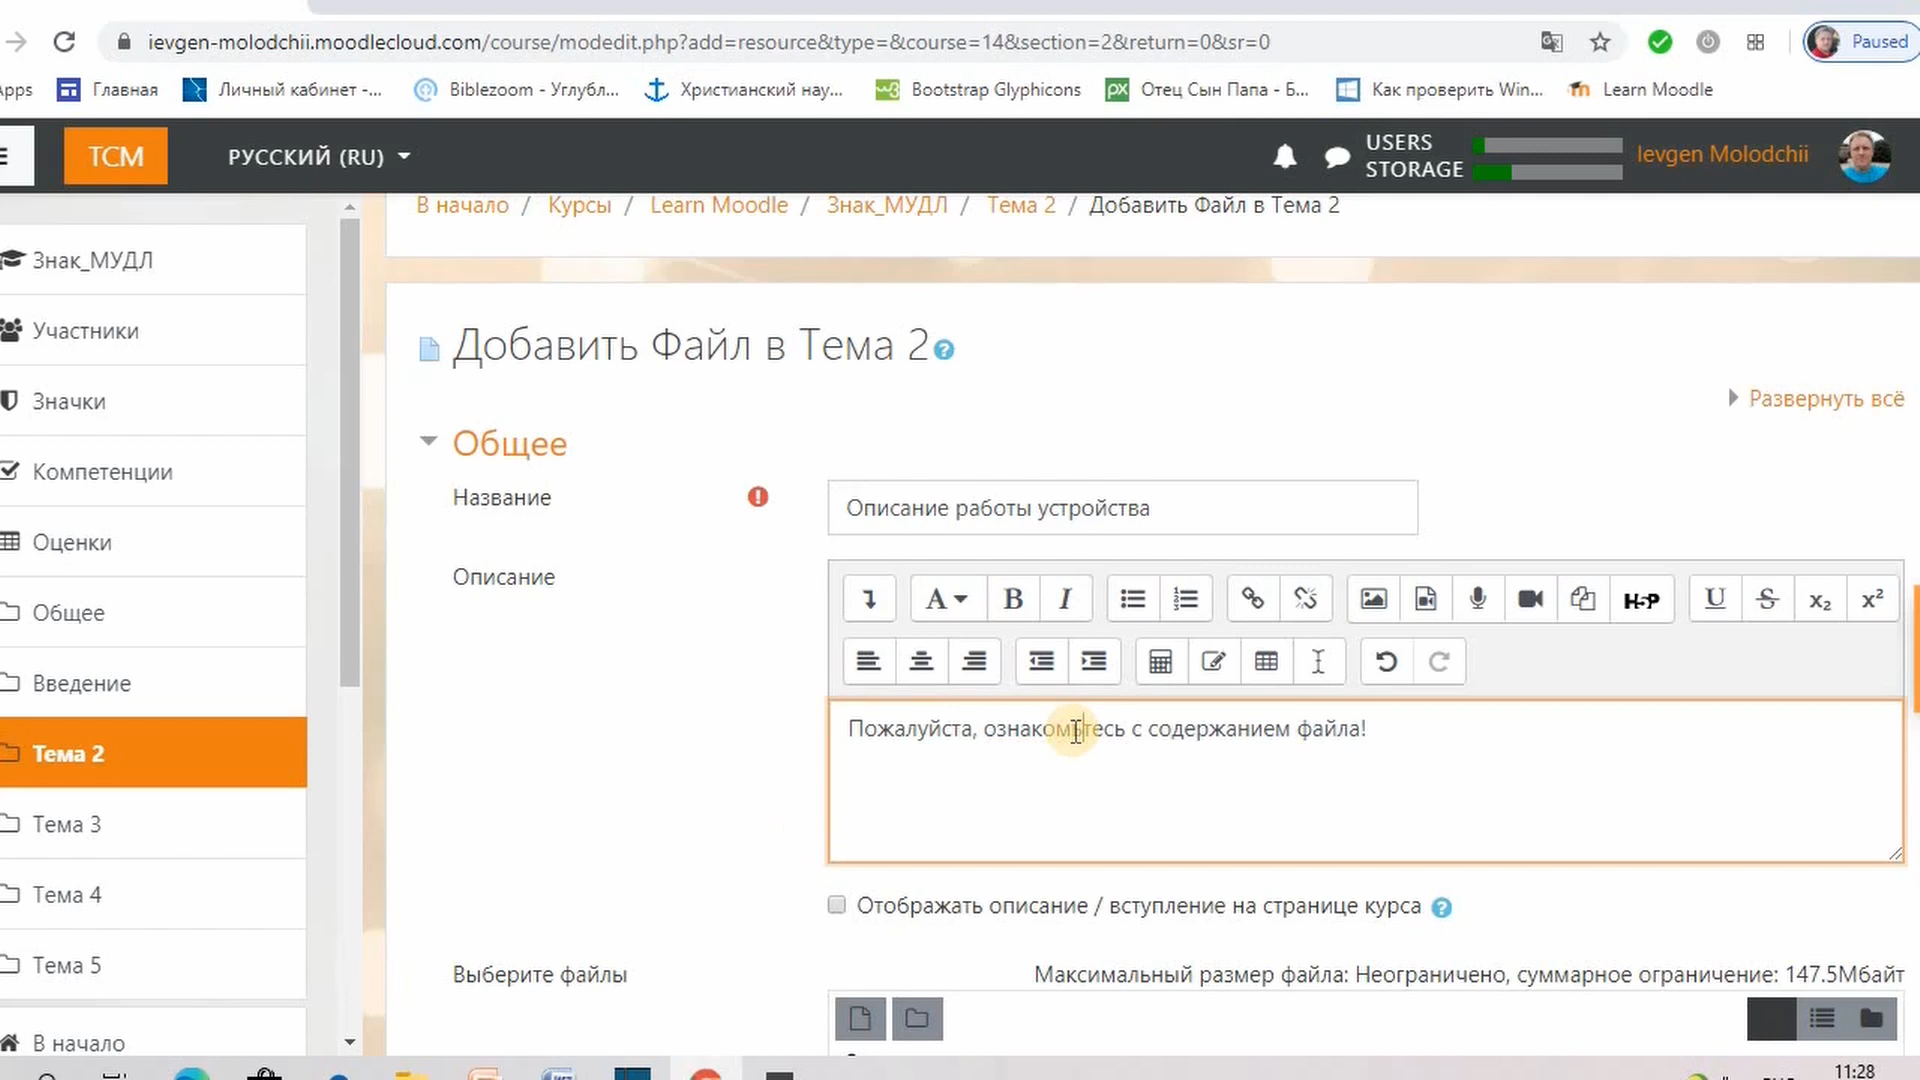 ievgen-molodchii.moodlecloud.com/course/modedit.php?add=resource&type=&course=14&section=2&return=0&sr=0
Paused
Главная
Личный кабинет -...
Biblezoom - Углубл...
Христианский нау...
Bootstrap Glyphicons
Отец Сын Папа - Б...
Как проверить Win...
Learn Moodle
ТСМ
РУССКИЙ (RU)
USERS
STORAGE
Ievgen Molodchii
В начало / Курсы / Learn Moodle / Знак_МУДЛ / Тема 2 / Добавить Файл в Тема 2
Знак_МУДЛ
Участники
Значки
Компетенции
Оценки
Общее
Введение
Тема 2
Тема 3
Тема 4
Тема 5
В начало
Добавить Файл в Тема 2
Развернуть всё
Общее
Название
Описание работы устройства
Описание
H5P
Пожалуйста, ознакомьтесь с содержанием файла!
Отображать описание / вступление на странице курса
Выберите файлы
Максимальный размер файла: Неограничено, суммарное ограничение: 147.5Мбайт
11:28